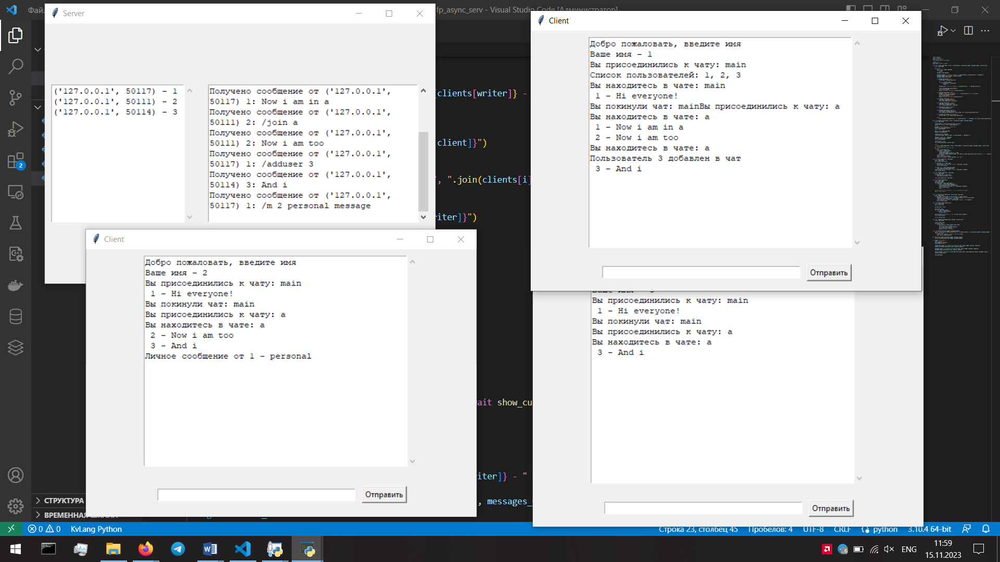 Файл
fp_async_serv - Visual Studio Code [Администратор]
Server
('127.0.0.1', 50117) - 1
('127.0.0.1', 50111) - 2
('127.0.0.1', 50114) - 3
Получено сообщение от ('127.0.0.1',
50117) 1: Now i am in a
Получено сообщение от ('127.0.0.1',
50111) 2: /join a
Получено сообщение от ('127.0.0.1',
50111) 2: Now i am too
Получено сообщение от ('127.0.0.1',
50117) 1: /adduser 3
Получено сообщение от ('127.0.0.1',
50114) 3: And i
Получено сообщение от ('127.0.0.1',
50117) 1: /m 2 personal message
[clients[writer]} -
client]}")
", ".join(clients[i]
riter]}")
ait show_cu
iter]} - "
, messages_
Client
Добро пожаловать, введите имя
Ваше имя - 1
Вы присоединились к чату: main
Список пользователей: 1, 2, 3
Вы находитесь в чате: main
1 - Hi everyone!
Вы покинули чат: mainВы присоединились к чату: a
Вы находитесь в чате: a
1 - Now i am in a
2 - Now i am too
Вы находитесь в чате: a
Пользователь 3 добавлен в чат
3 - And i
Отправить
Client
Добро пожаловать, введите имя
Ваше имя - 2
Вы присоединились к чату: main
1 - Hi everyone!
Вы покинули чат: main
Вы присоединились к чату: a
Вы находитесь в чате: a
2 - Now i am too
3 - And i
Личное сообщение от 1 - personal
Отправить
Вы присоединились к чату: main
1 - Hi everyone!
Вы покинули чат: main
Вы присоединились к чату: a
Вы находитесь в чате: a
3 - And i
Отправить
2
СТРУКТУРА
ВРЕМЕННАЯ ШКАЛА
0 0 KvLang Python
Строка 23, столбец 45 Пробелов: 4 UTF-8 CRLF python 3.10.4 64-bit
ENG
11:59
15.11.2023